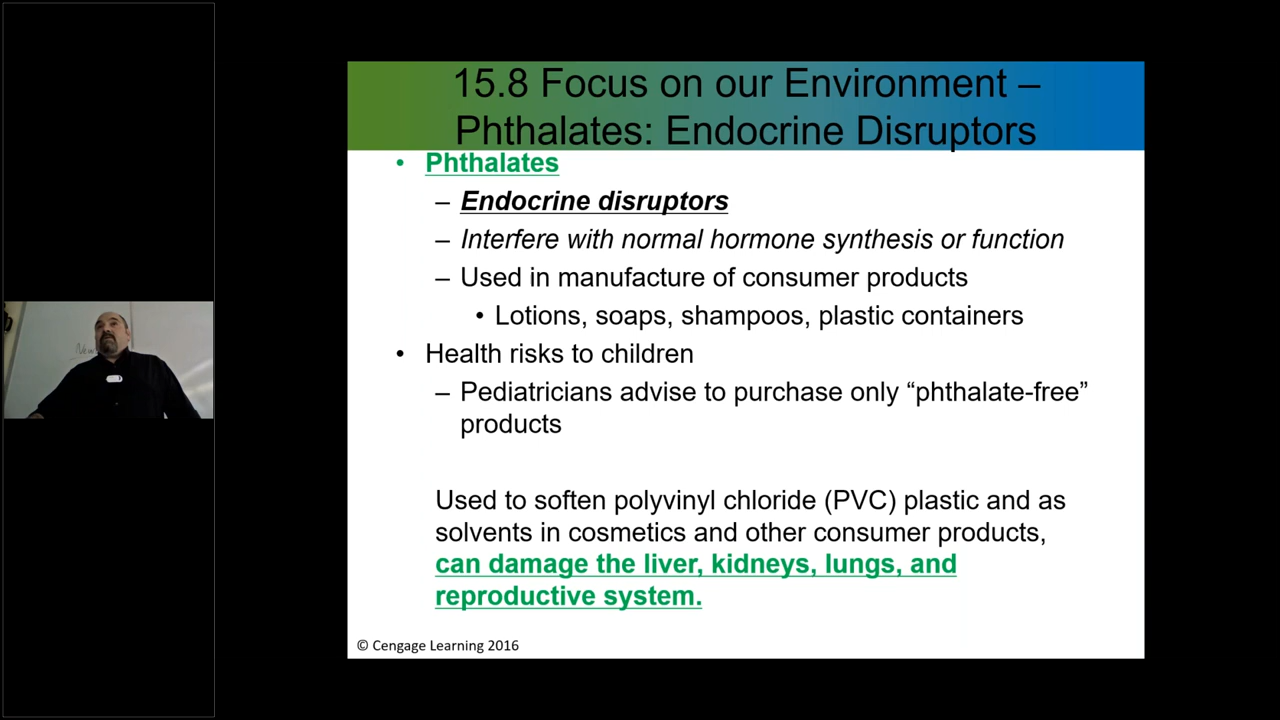 15.8 Focus on our Environment –
Phthalates: Endocrine Disruptors
• Phthalates
– Endocrine disruptors
– Interfere with normal hormone synthesis or function
– Used in manufacture of consumer products
• Lotions, soaps, shampoos, plastic containers
• Health risks to children
– Pediatricians advise to purchase only “phthalate-free”
products
Used to soften polyvinyl chloride (PVC) plastic and as
solvents in cosmetics and other consumer products,
can damage the liver, kidneys, lungs, and
reproductive system.
© Cengage Learning 2016